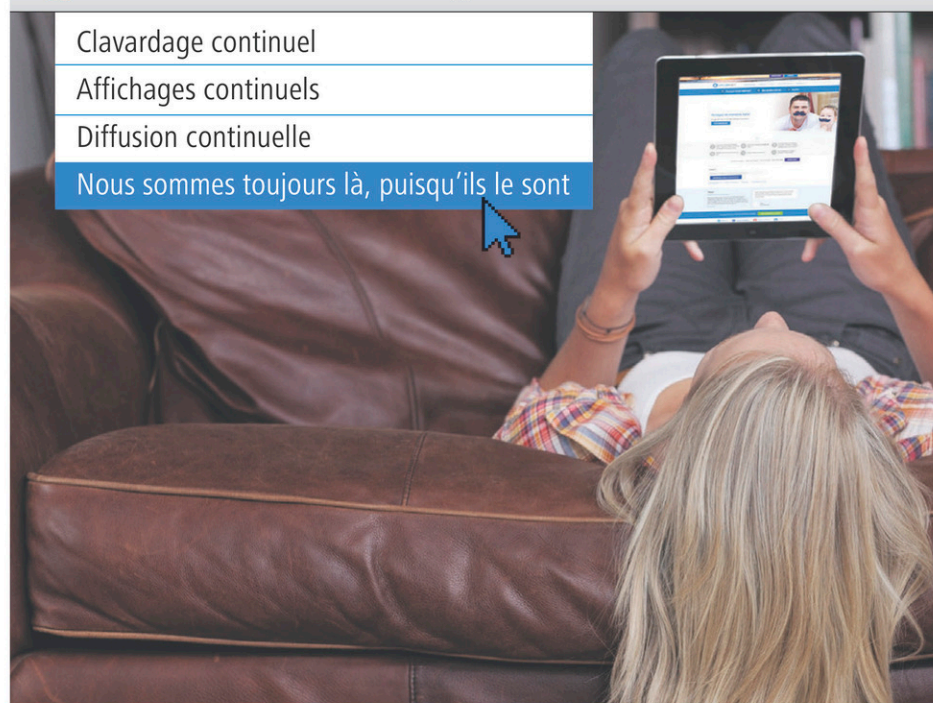 Clavardage continuel
Affichages continuels
Diffusion continuelle
Nous sommes toujours là, puisqu’ils le sont